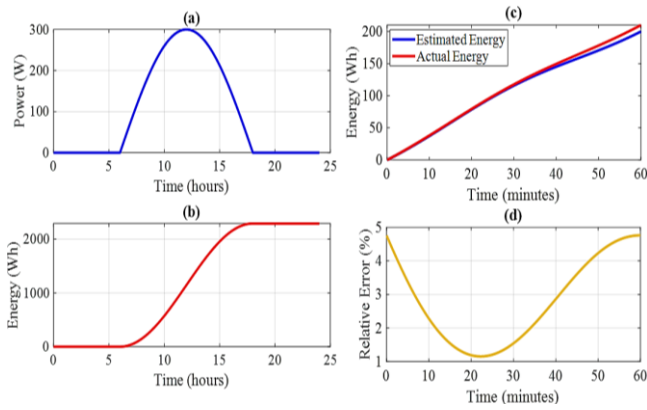 (a)
300
200
100
0
Power (W)
0 5 10 15 20 25
Time (hours)
(c)
200
150
100
50
0
Energy (Wh)
Estimated Energy
Actual Energy
0 10 20 30 40 50 60
Time (minutes)
(b)
2000
1000
0
Energy (Wh)
0 5 10 15 20 25
Time (hours)
(d)
5
4
3
2
1
Relative Error (%)
0 10 20 30 40 50 60
Time (minutes)